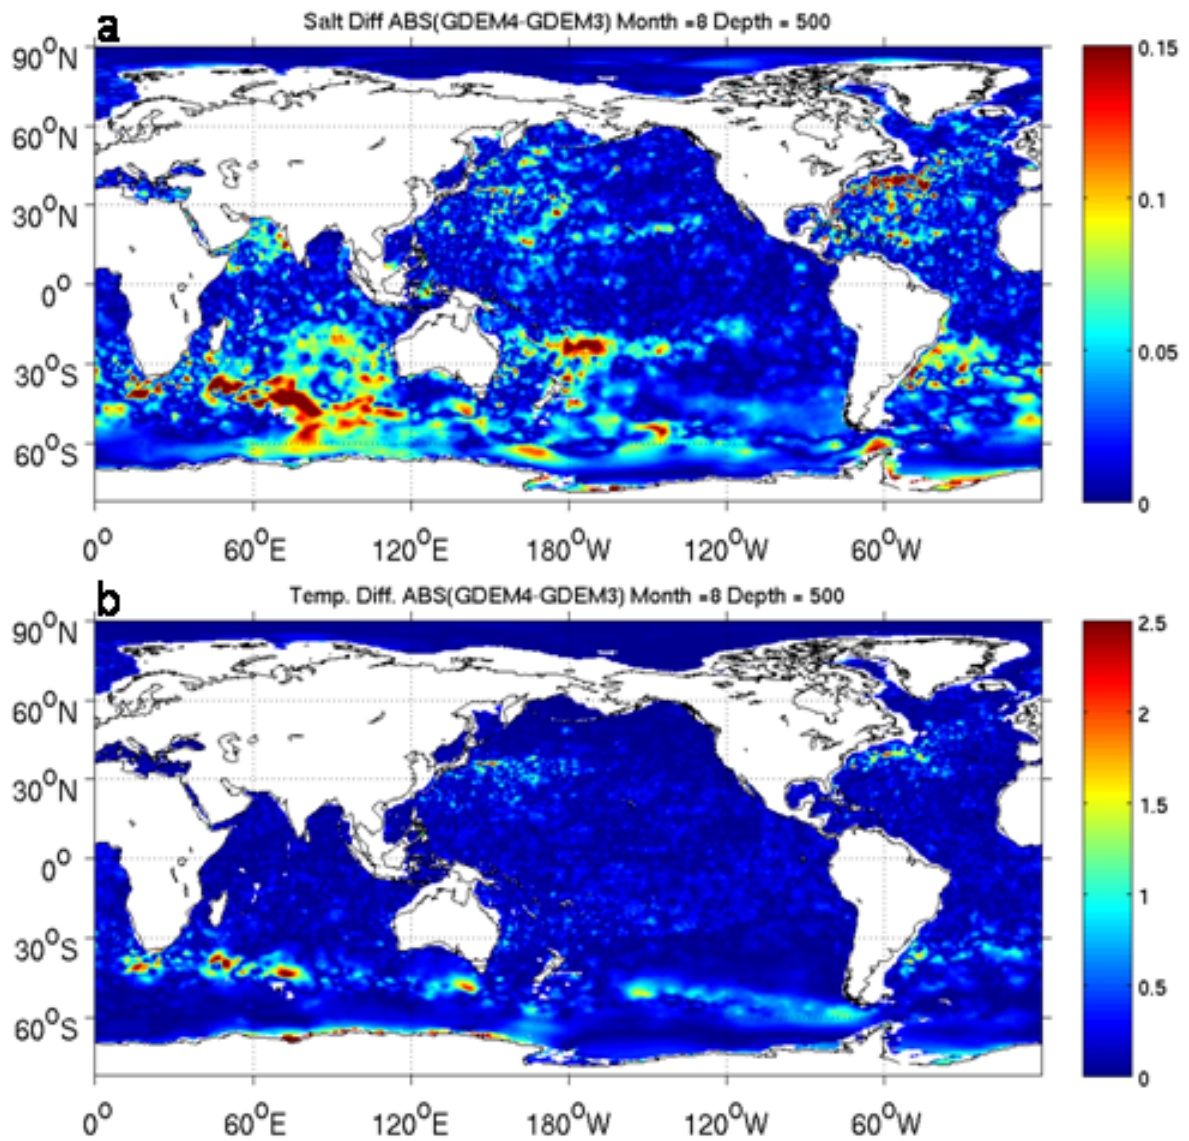 a
Salt Diff ABS(GDEM4-GDEM3) Month =8 Depth = 500
90°N
60°N
30°N
0°
30°S
60°S
0°
60°E
120°E
180°W
120°W
60°W
0.15
0.1
0.05
0
b
Temp. Diff. ABS(GDEM4-GDEM3) Month =8 Depth = 500
90°N
60°N
30°N
0°
30°S
60°S
0°
60°E
120°E
180°W
120°W
60°W
2.5
2
1.5
1
0.5
0